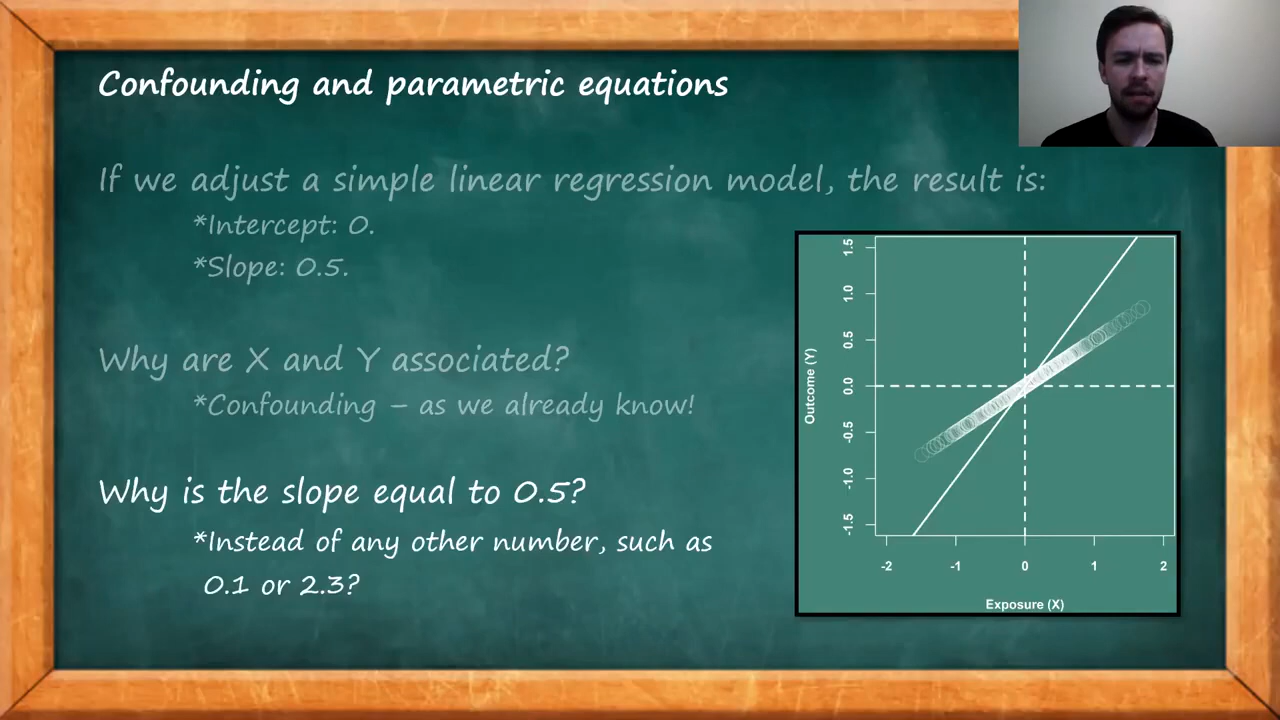 Confounding and parametric equations
If we adjust a simple linear regression model, the result is:
*Intercept: 0.
*Slope: 0.5.
Why are X and Y associated?
*Confounding – as we already know!
Why is the slope equal to 0.5?
*Instead of any other number, such as
0.1 or 2.3?
Outcome (Y)
1.5
1.0
0.5
0.0
-0.5
-1.0
-1.5
-2 -1 0 1 2
Exposure (X)